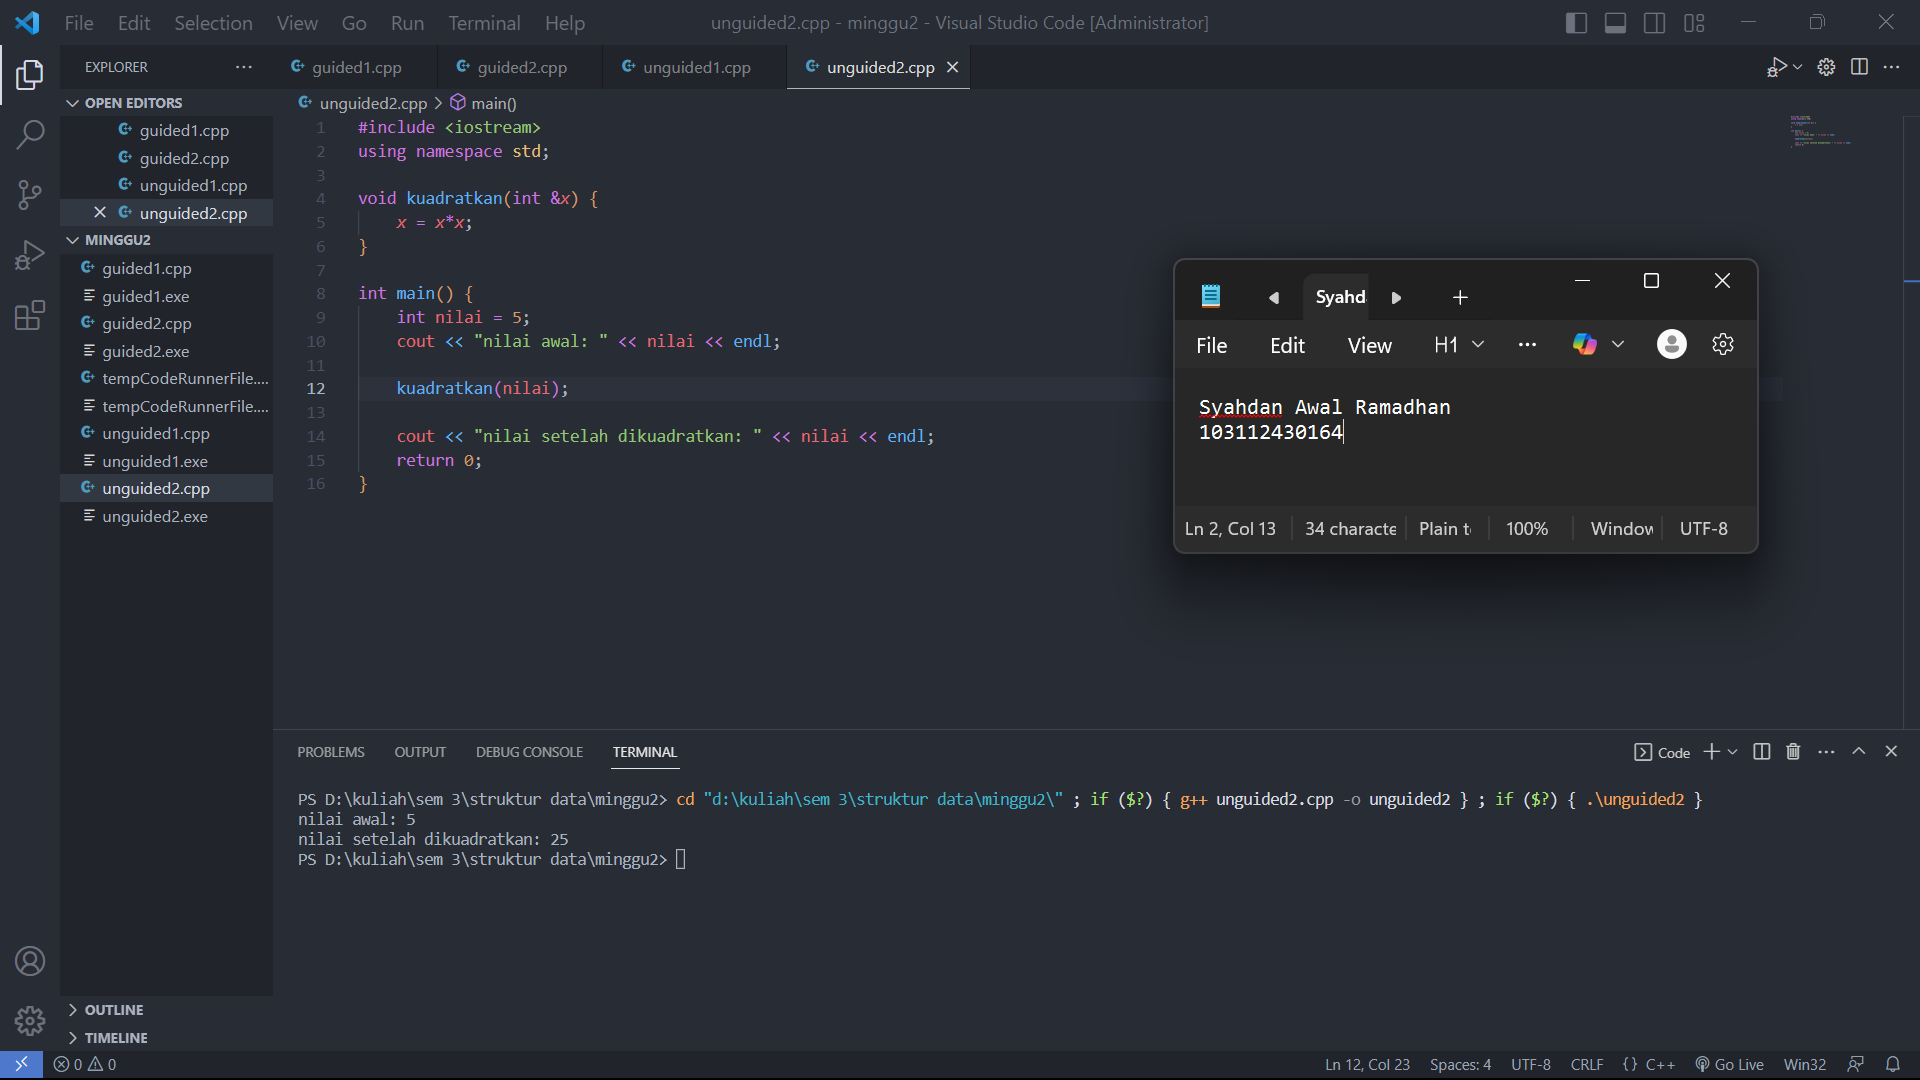 File Edit Selection View Go Run Terminal Help
unguided2.cpp - minggu2 - Visual Studio Code [Administrator]
EXPLORER
guided1.cpp
guided2.cpp
unguided1.cpp
unguided2.cpp
OPEN EDITORS
guided1.cpp
guided2.cpp
unguided1.cpp
unguided2.cpp
MINGGU2
guided1.cpp
guided1.exe
guided2.cpp
guided2.exe
tempCodeRunnerFile....
tempCodeRunnerFile....
unguided1.cpp
unguided1.exe
unguided2.cpp
unguided2.exe
OUTLINE
TIMELINE
unguided2.cpp > main()
1 #include <iostream>
2 using namespace std;
3
4 void kuadratkan(int &x) {
5 x = x*x;
6 }
7
8 int main() {
9 int nilai = 5;
10 cout << "nilai awal: " << nilai << endl;
11
12 kuadratkan(nilai);
13
14 cout << "nilai setelah dikuadratkan: " << nilai << endl;
15 return 0;
16 }
Syahd
File Edit View H1
Syahdan Awal Ramadhan
103112430164
Ln 2, Col 13 34 characte Plain t 100% Window UTF-8
PROBLEMS OUTPUT DEBUG CONSOLE TERMINAL
Code
PS D:\kuliah\sem 3\struktur data\minggu2> cd "d:\kuliah\sem 3\struktur data\minggu2\" ; if ($?) { g++ unguided2.cpp -o unguided2 } ; if ($?) { .\unguided2 }
nilai awal: 5
nilai setelah dikuadratkan: 25
PS D:\kuliah\sem 3\struktur data\minggu2>
0 0
Ln 12, Col 23 Spaces: 4 UTF-8 CRLF {} C++ Go Live Win32